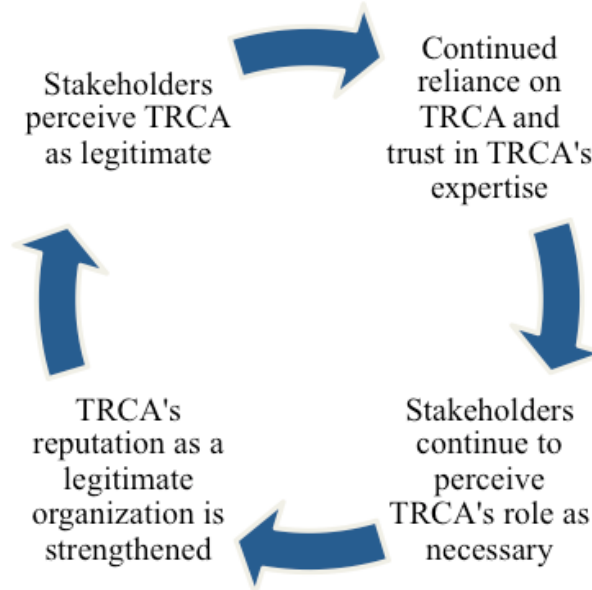 Stakeholders
perceive TRCA
as legitimate
Continued
reliance on
TRCA and
trust in TRCA's
expertise
Stakeholders
continue to
perceive
TRCA's role as
necessary
TRCA's
reputation as a
legitimate
organization is
strengthened